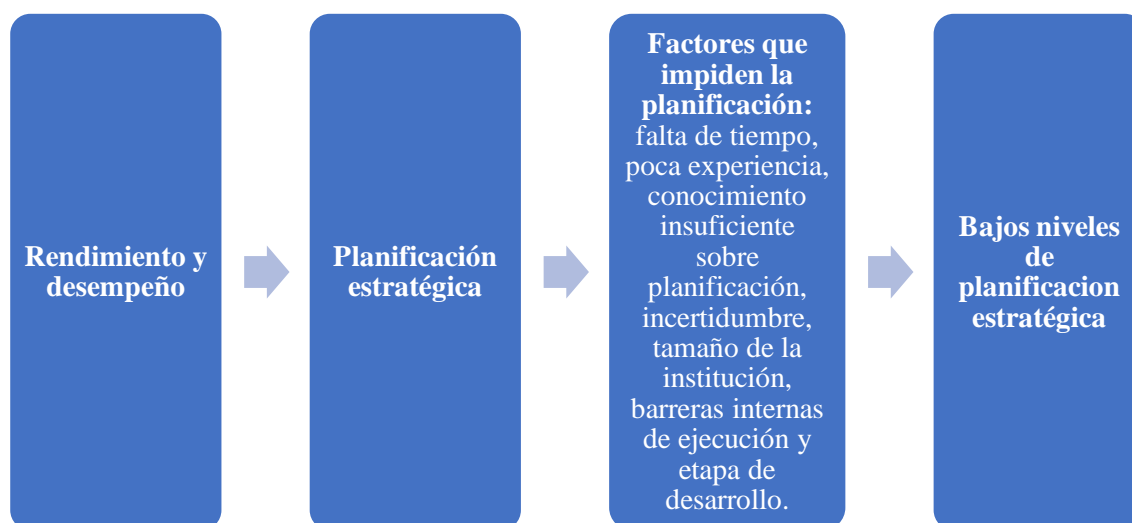 Rendimiento y
desempeño
Planificación
estratégica
Factores que
impiden la
planificación:
falta de tiempo,
poca experiencia,
conocimiento
insuficiente
sobre
planificación,
incertidumbre,
tamaño de la
institución,
barreras internas
de ejecución y
etapa de
desarrollo.
Bajos niveles
de
planificacion
estratégica